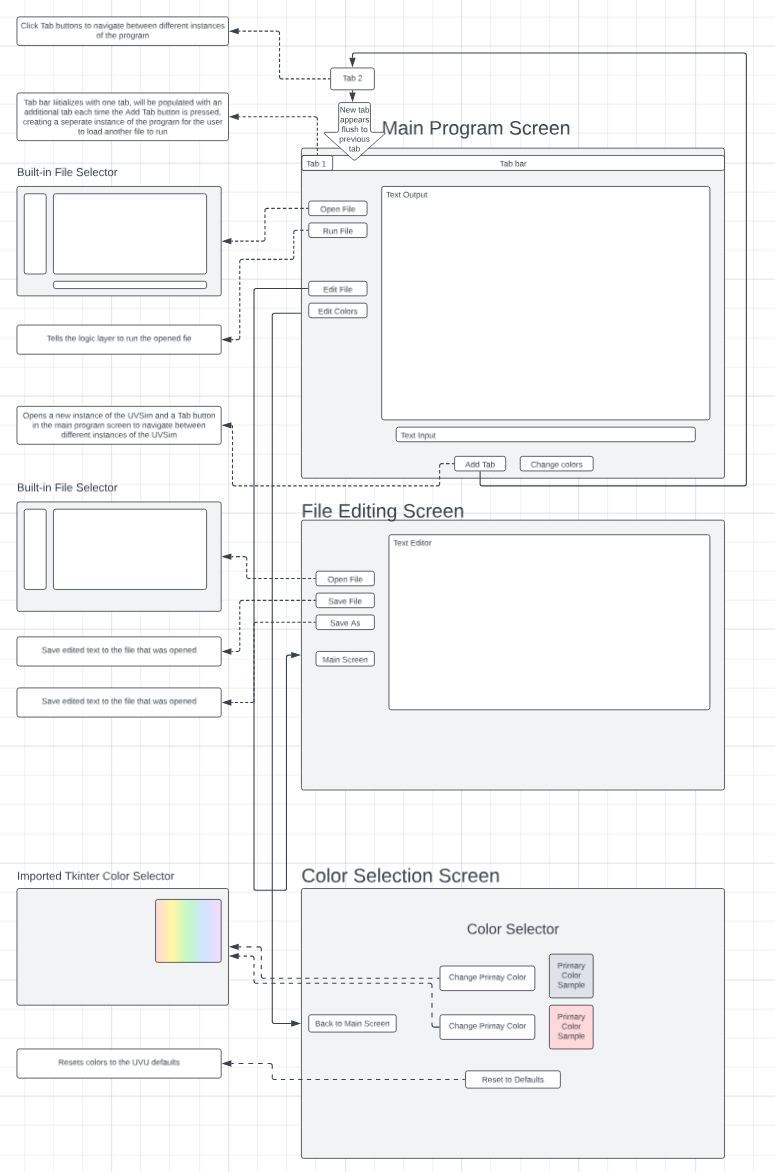 Click Tab buttons to navigate between different instances
of the program
Tab 2
Tab bar Iiitializes with one tab, will be populated with an
additional tab each time the Add Tab button is pressed,
creating a seperate instance of the program for the user
to load another file to run
New tab
appears
flush to
previous
tab
Main Program Screen
Tab 1
Tab bar
Built-in File Selector
Text Output
Open File
Run File
Edit File
Edit Colors
Tells the logic layer to run the opened fie
Opens a new instance of the UVSim and a Tab button
in the main program screen to navigate between
different instances of the UVSim
Text Input
Add Tab
Change colors
Built-in File Selector
File Editing Screen
Text Editor
Open File
Save File
Save As
Main Screen
Save edited text to the file that was opened
Save edited text to the file that was opened
Imported Tkinter Color Selector
Color Selection Screen
Color Selector
Change Primay Color
Primary
Color
Sample
Back to Main Screen
Change Primay Color
Primary
Color
Sample
Resets colors to the UVU defaults
Reset to Defaults